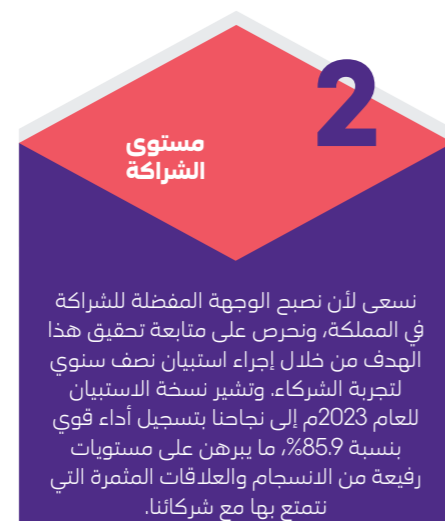 2
مستوى
الشراكة
نسعى لأن نصبح الوجهة المفضلة للشراكة
في المملكة، ونحرص على متابعة تحقيق هذا
الهدف من خلال إجراء استبيان نصف سنوي
لتجربة الشركاء. وتشير نسخة الاستبيان
للعام 2023م إلى نجاحنا بتسجيل أداء قوي
بنسبة 85.9%، ما يبرهن على مستويات
رفيعة من الانسجام والعلاقات المثمرة التي
نتمتع بها مع شركائنا.